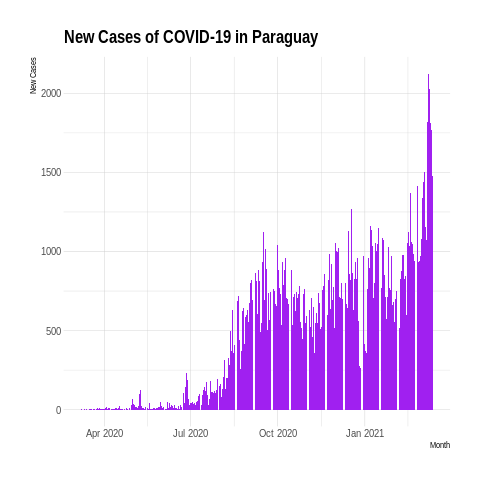 New Cases of COVID-19 in Paraguay
New Cases
2000
1500
1000
500
0
Apr 2020
Jul 2020
Oct 2020
Jan 2021
Month